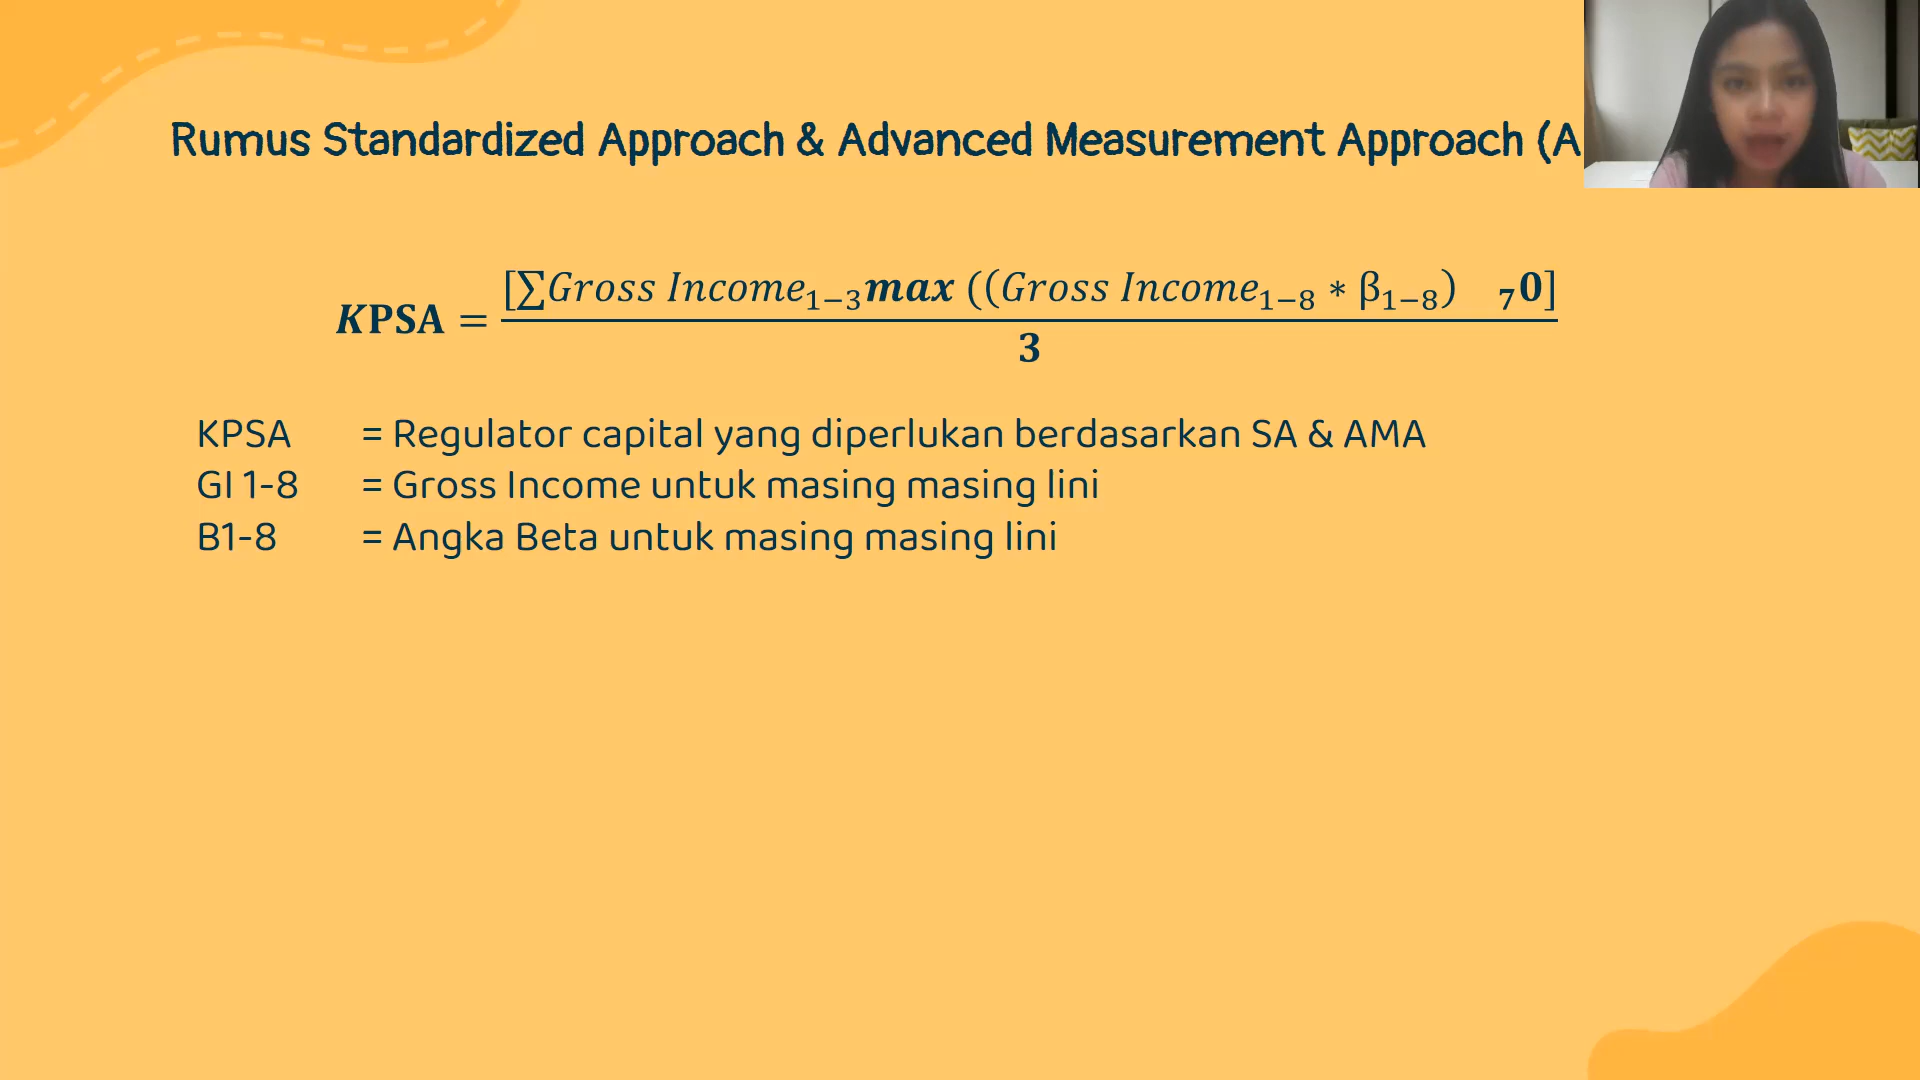 Rumus Standardized Approach & Advanced Measurement Approach (A
KPSA = [∑Gross Income₁₋₃max ((Gross Income₁₋₈ * β₁₋₈) ₇0] / 3
KPSA = Regulator capital yang diperlukan berdasarkan SA & AMA
GI 1-8 = Gross Income untuk masing masing lini
B1-8 = Angka Beta untuk masing masing lini